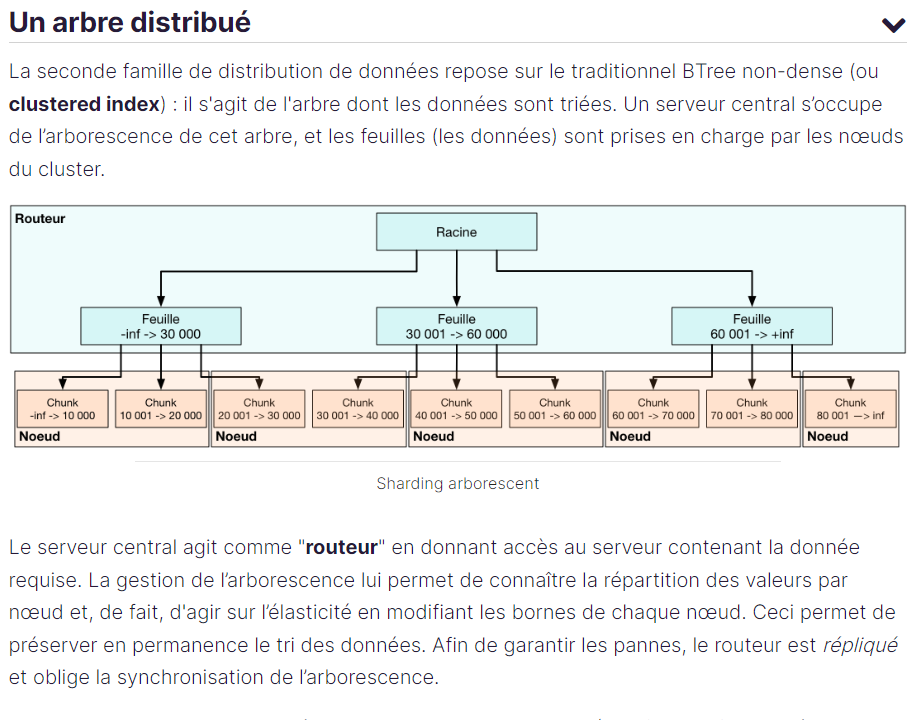 Un arbre distribué
La seconde famille de distribution de données repose sur le traditionnel BTree non-dense (ou
clustered index) : il s'agit de l'arbre dont les données sont triées. Un serveur central s’occupe
de l’arborescence de cet arbre, et les feuilles (les données) sont prises en charge par les nœuds
du cluster.
Routeur
Racine
Feuille
-inf -> 30 000
Feuille
30 001 -> 60 000
Feuille
60 001 -> +inf
Chunk
-inf -> 10 000
Chunk
10 001 -> 20 000
Noeud
Chunk
20 001 -> 30 000
Chunk
30 001 -> 40 000
Noeud
Chunk
40 001 -> 50 000
Chunk
50 001 -> 60 000
Noeud
Chunk
60 001 -> 70 000
Chunk
70 001 -> 80 000
Noeud
Chunk
80 001 —> inf
Noeud
Sharding arborescent
Le serveur central agit comme "routeur" en donnant accès au serveur contenant la donnée
requise. La gestion de l’arborescence lui permet de connaître la répartition des valeurs par
nœud et, de fait, d'agir sur l’élasticité en modifiant les bornes de chaque nœud. Ceci permet de
préserver en permanence le tri des données. Afin de garantir les pannes, le routeur est répliqué
et oblige la synchronisation de l’arborescence.